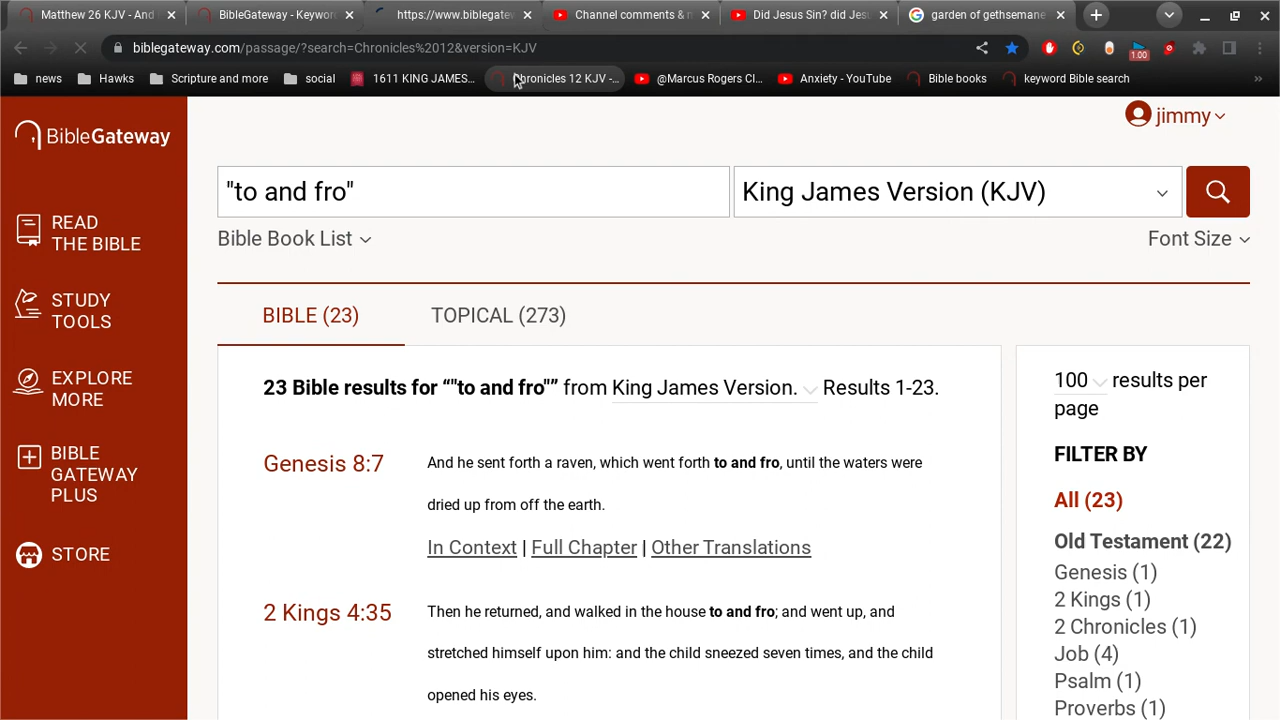 Matthew 26 KJV - And
BibleGateway - Keyword
https://www.biblegatew
Channel comments & m
Did Jesus Sin? did Jesu
garden of gethsemane
biblegateway.com/passage/?search=Chronicles%2012&version=KJV
1.00
news
Hawks
Scripture and more
social
1611 KING JAMES...
Chronicles 12 KJV -...
@Marcus Rogers Cl...
Anxiety - YouTube
Bible books
keyword Bible search
»
BibleGateway
jimmy
"to and fro"
King James Version (KJV)
Bible Book List
Font Size
READ
THE BIBLE
STUDY
TOOLS
EXPLORE
MORE
BIBLE
GATEWAY
PLUS
STORE
BIBLE (23)
TOPICAL (273)
23 Bible results for “"to and fro"” from King James Version. Results 1-23.
Genesis 8:7
And he sent forth a raven, which went forth to and fro, until the waters were
dried up from off the earth.
In Context | Full Chapter | Other Translations
2 Kings 4:35
Then he returned, and walked in the house to and fro; and went up, and
stretched himself upon him: and the child sneezed seven times, and the child
opened his eyes.
100 results per
page
FILTER BY
All (23)
Old Testament (22)
Genesis (1)
2 Kings (1)
2 Chronicles (1)
Job (4)
Psalm (1)
Proverbs (1)